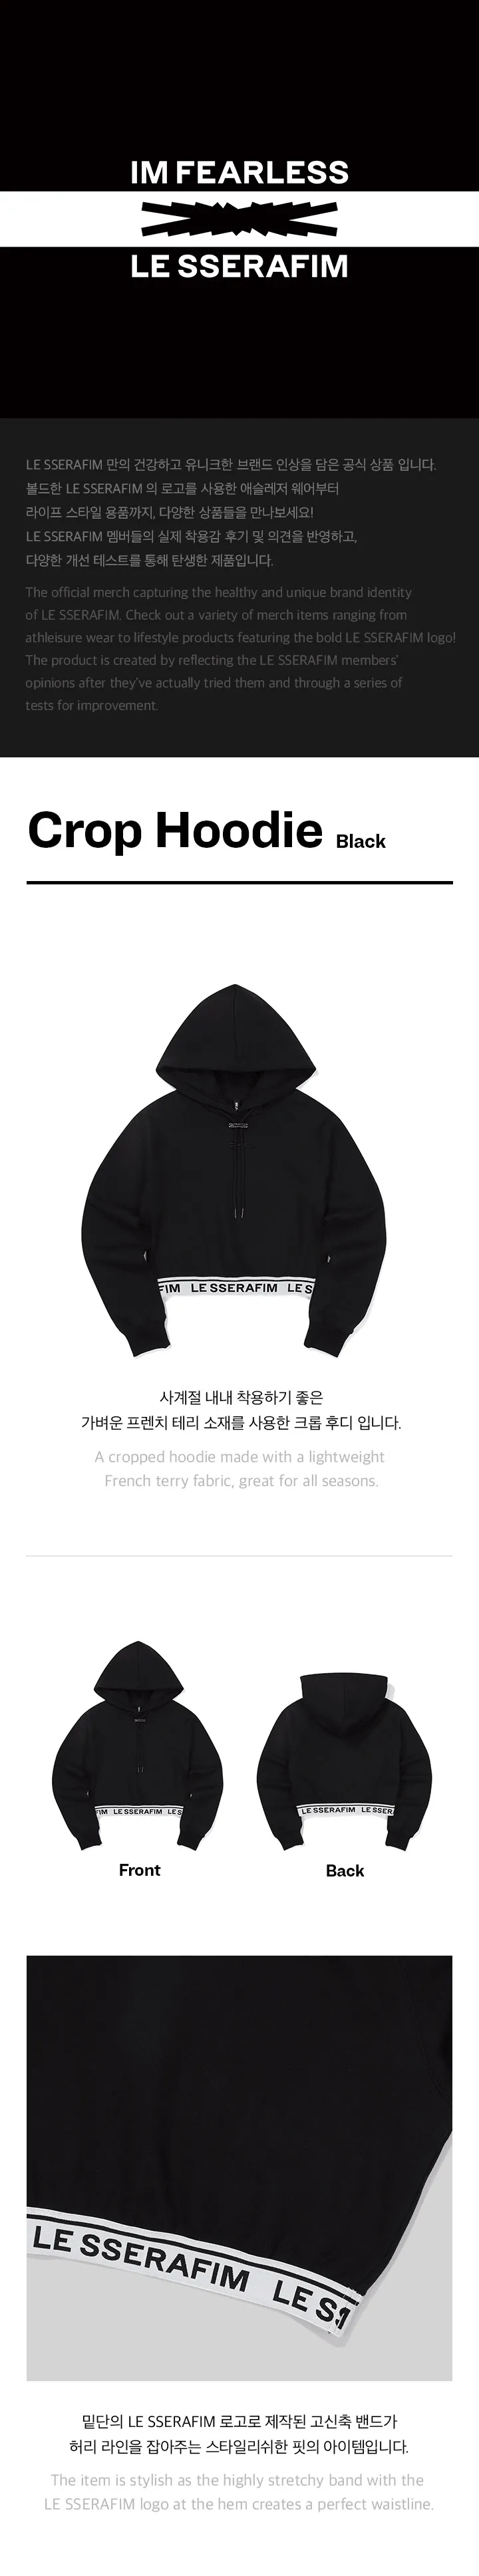 IM FEARLESS
LE SSERAFIM
LE SSERAFIM 만의 건강하고 유니크한 브랜드 인상을 담은 공식 상품 입니다.
볼드한 LE SSERAFIM 의 로고를 사용한 애슬레저 웨어부터
라이프 스타일 용품까지, 다양한 상품들을 만나보세요!
LE SSERAFIM 멤버들의 실제 착용감 후기 및 의견을 반영하고,
다양한 개선 테스트를 통해 탄생한 제품입니다.
The official merch capturing the healthy and unique brand identity
of LE SSERAFIM. Check out a variety of merch items ranging from
athleisure wear to lifestyle products featuring the bold LE SSERAFIM logo!
The product is created by reflecting the LE SSERAFIM members'
opinions after they've actually tried them and through a series of
tests for improvement.
Crop Hoodie Black
FIM LE SSERAFIM LE S
사계절 내내 착용하기 좋은
가벼운 프렌치 테리 소재를 사용한 크롭 후디 입니다.
A cropped hoodie made with a lightweight
French terry fabric, great for all seasons.
FIM LE SSERAFIM LE S
LE SSERAFIM LE SSER
Front
Back
LE SSERAFIM LE S
밑단의 LE SSERAFIM 로고로 제작된 고신축 밴드가
허리 라인을 잡아주는 스타일리쉬한 핏의 아이템입니다.
The item is stylish as the highly stretchy band with the
LE SSERAFIM logo at the hem creates a perfect waistline.